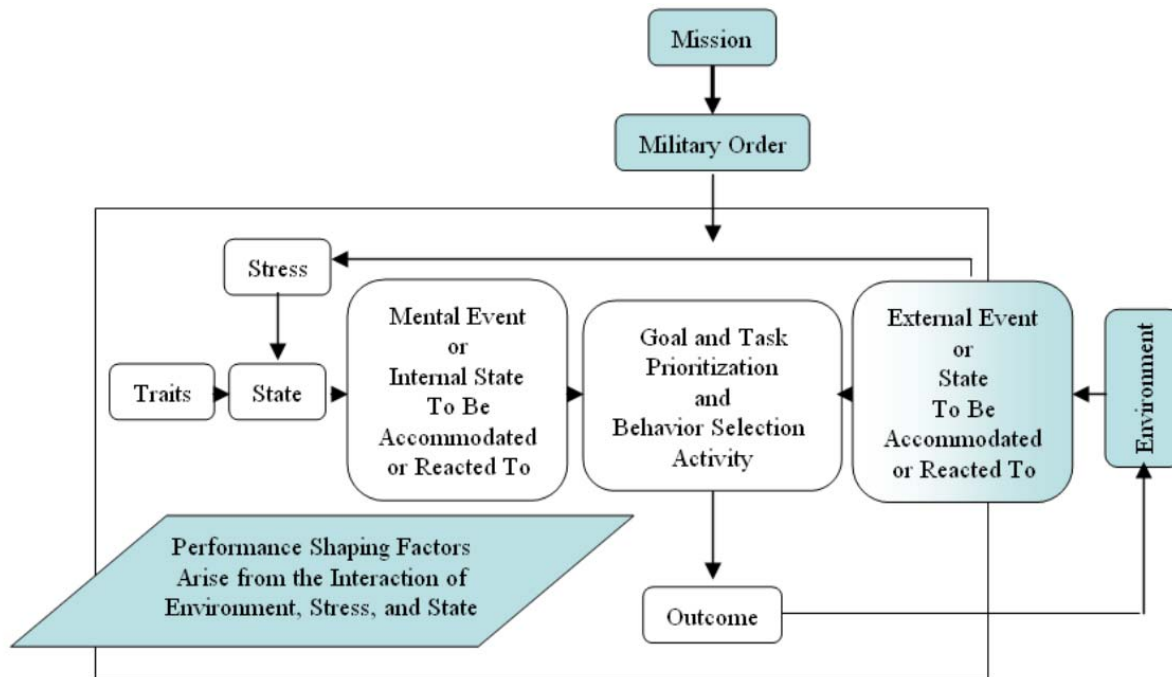 Mission
Military Order
Stress
Mental Event
or
Internal State
To Be
Accommodated
or Reacted To
Goal and Task
Prioritization
and
Behavior Selection
Activity
External Event
or
State
To Be
Accommodated
or Reacted To
Environment
Traits
State
Performance Shaping Factors
Arise from the Interaction of
Environment, Stress, and State
Outcome